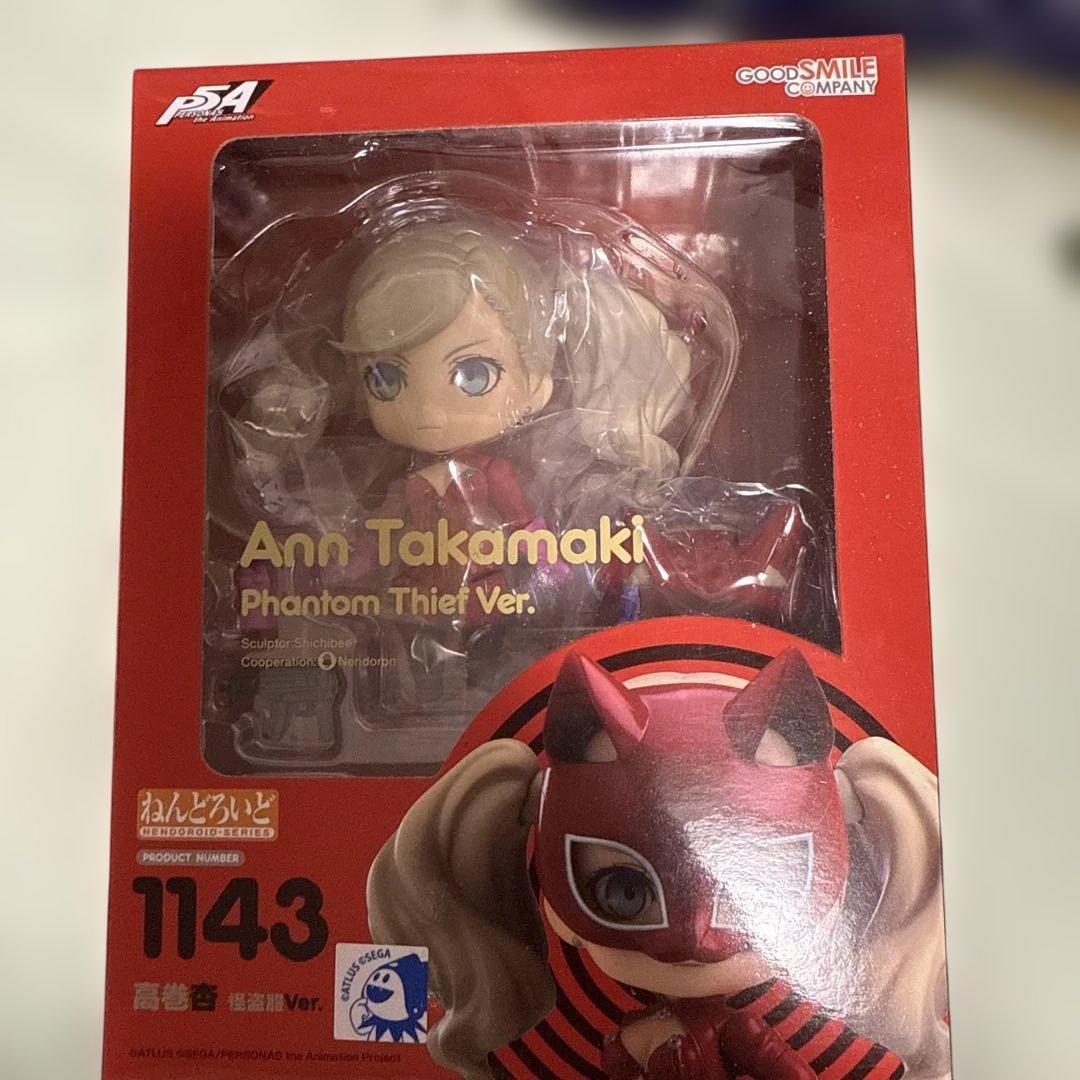 P5A
PERSONA5
the Animation
GOODSMILE
COMPANY
Ann Takamaki
Phantom Thief Ver.
Sculptor:Shichibee
Cooperation: Nendoron
ねんどろいど
NENDOROID・SERIES
PRODUCT NUMBER
1143
高巻杏 怪盗服Ver.
©ATLUS ©SEGA
©ATLUS ©SEGA/PERSONA5 the Animation Project